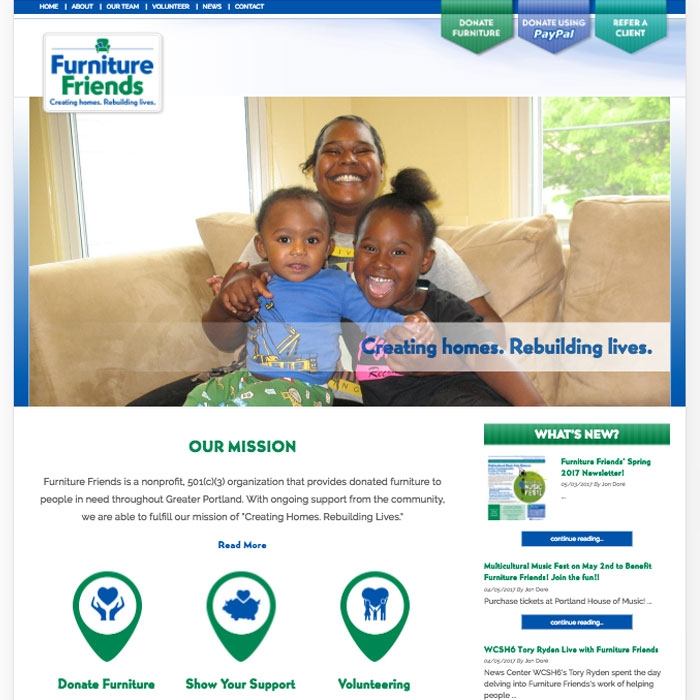 HOME | ABOUT | OUR TEAM | VOLUNTEER | NEWS | CONTACT
DONATE
FURNITURE
DONATE USING
PayPal
REFER A
CLIENT
Furniture
Friends
Creating homes. Rebuilding lives.
Creating homes. Rebuilding lives.
OUR MISSION
Furniture Friends is a nonprofit, 501(c)(3) organization that provides donated furniture to
people in need throughout Greater Portland. With ongoing support from the community,
we are able to fulfill our mission of "Creating Homes. Rebuilding Lives."
Read More
Donate Furniture
Show Your Support
Volunteering
WHAT'S NEW?
MUSIC
FEST!
Furniture Friends' Spring
2017 Newsletter!
05/03/2017 By Jen Dore
...
continue reading...
Multicultural Music Fest on May 2nd to Benefit
Furniture Friends! Join the fun!!
04/05/2017 By Jen Dore
Purchase tickets at Portland House of Music! ...
continue reading...
WCSH6 Tory Ryden Live with Furniture Friends
04/05/2017 By Jen Dore
News Center WCSH6's Tory Ryden spent the day
delving into Furniture Friends's work of helping
people ...